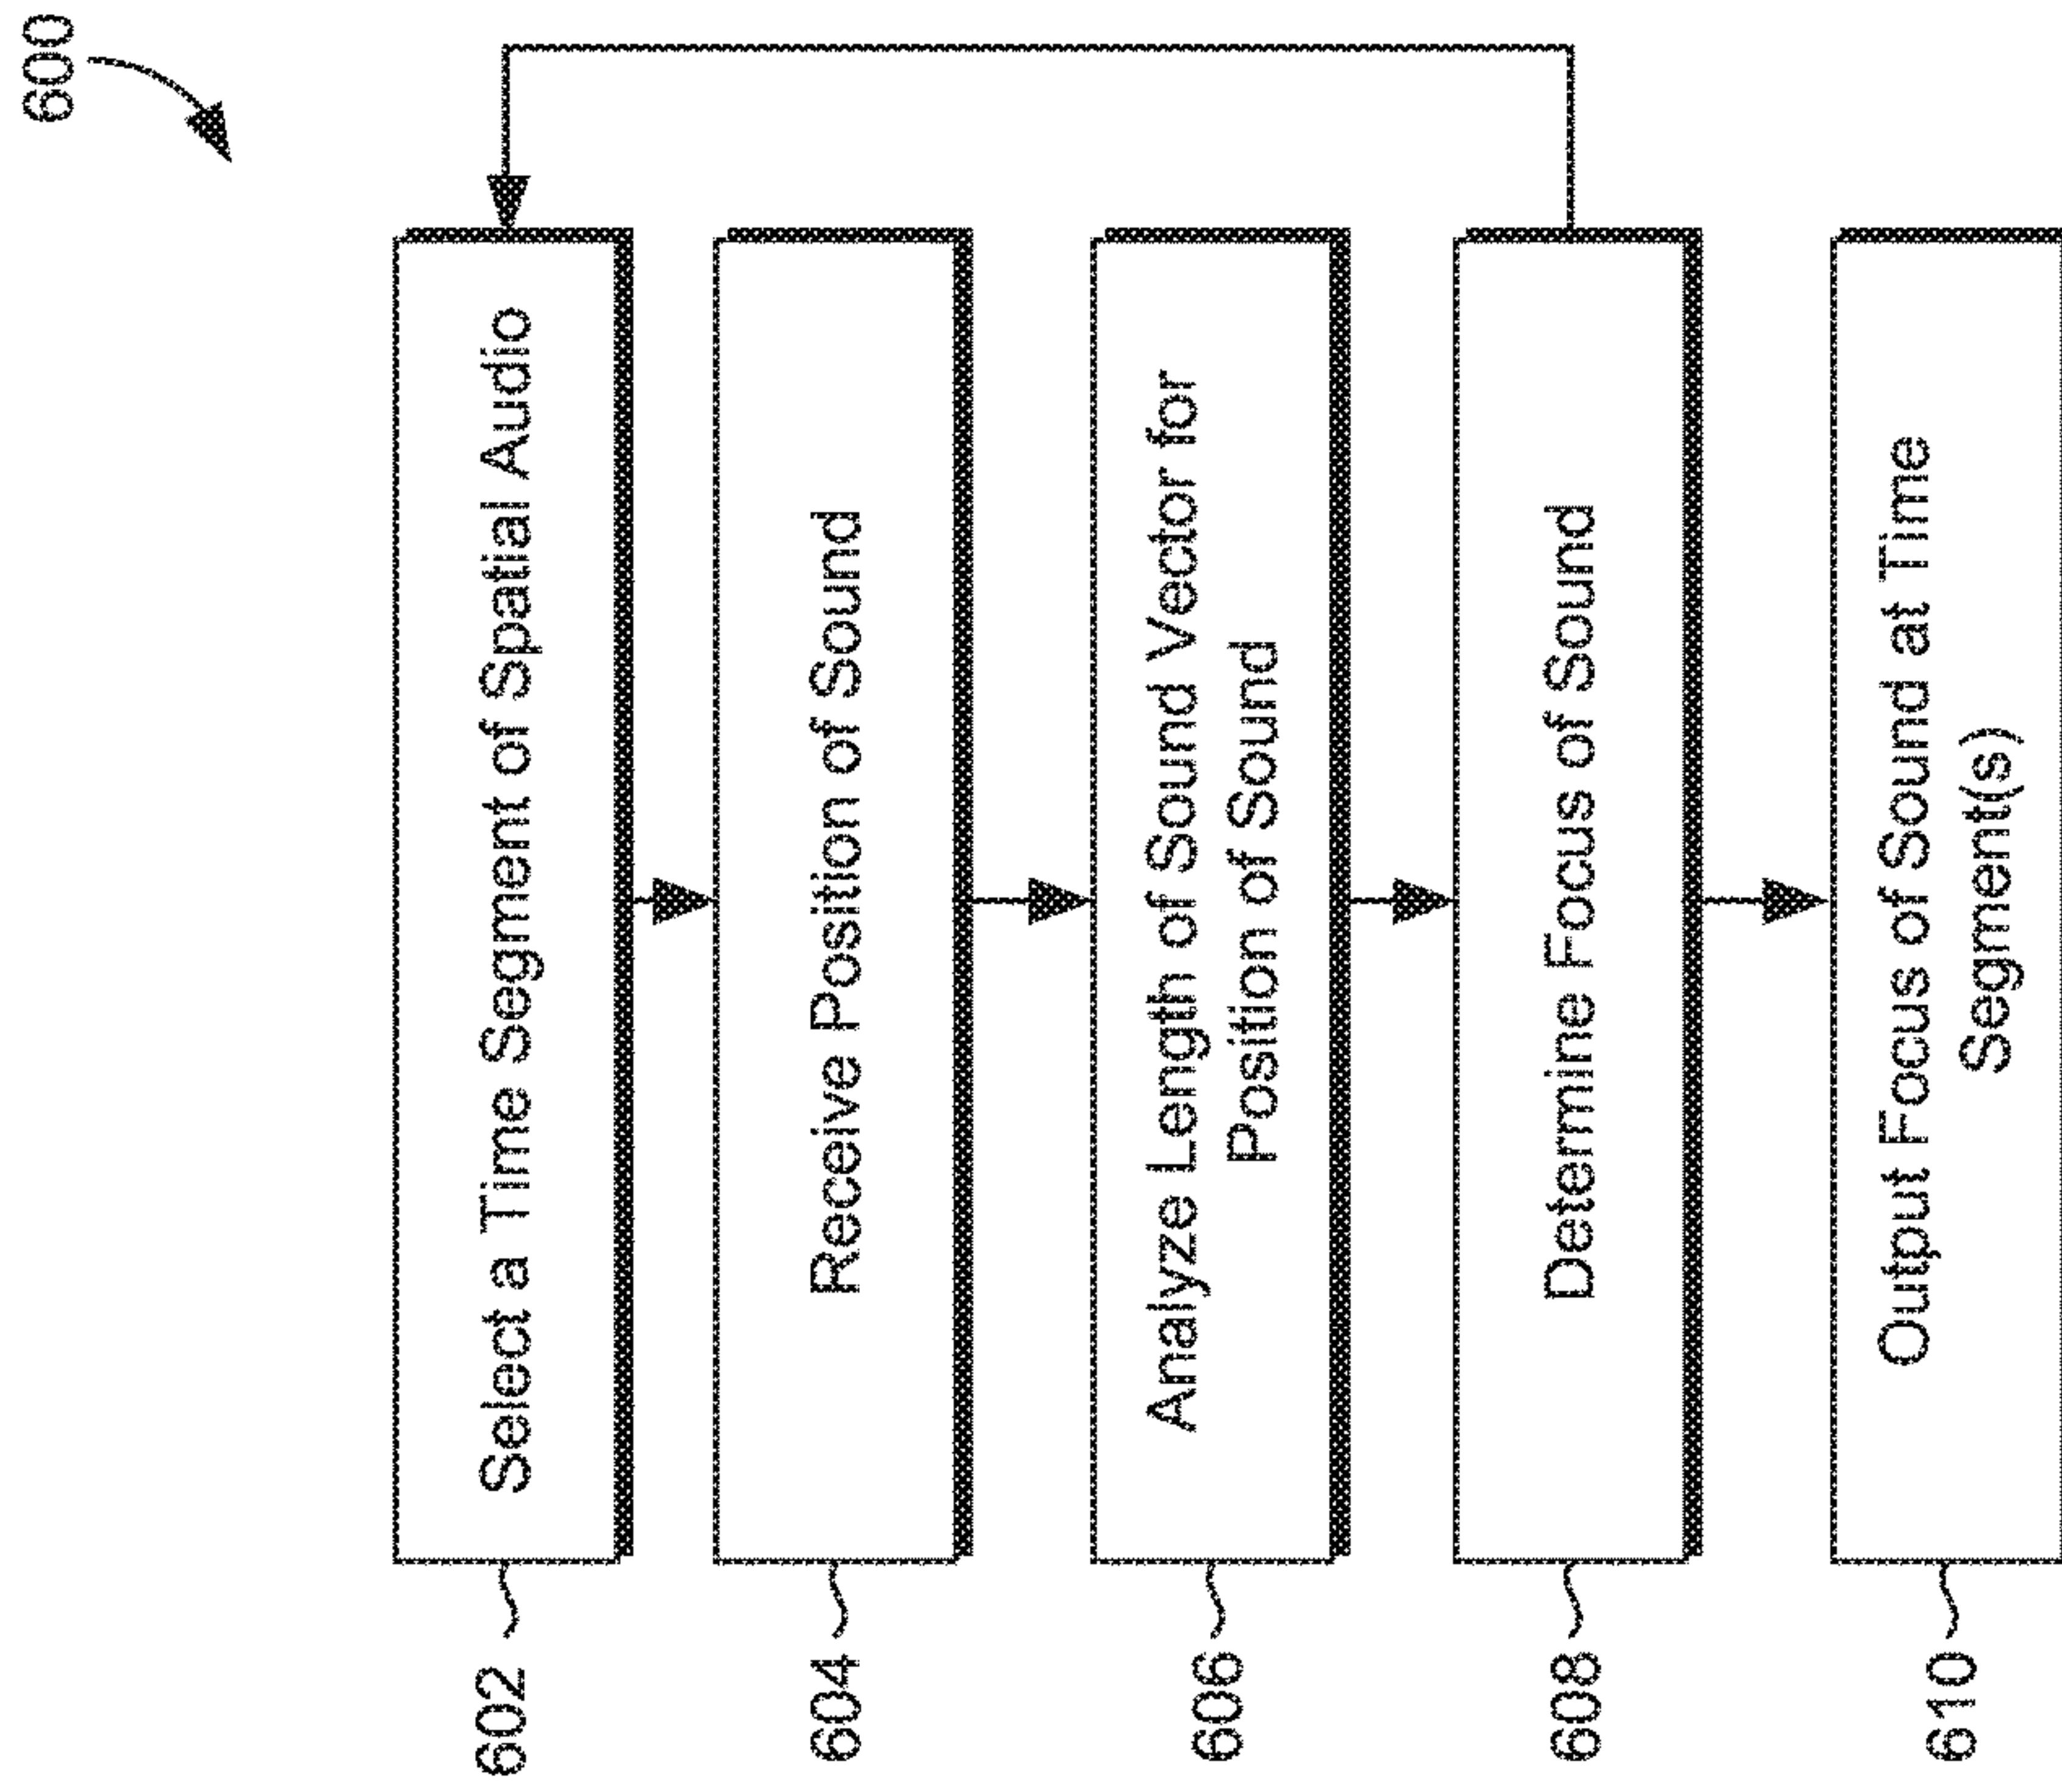 600
602
Select a Time Segment of Spatial Audio
604
Receive Position of Sound
606
Analyze Length of Sound Vector for
Position of Sound
608
Determine Focus of Sound
610
Output Focus of Sound at Time
Segment(s)